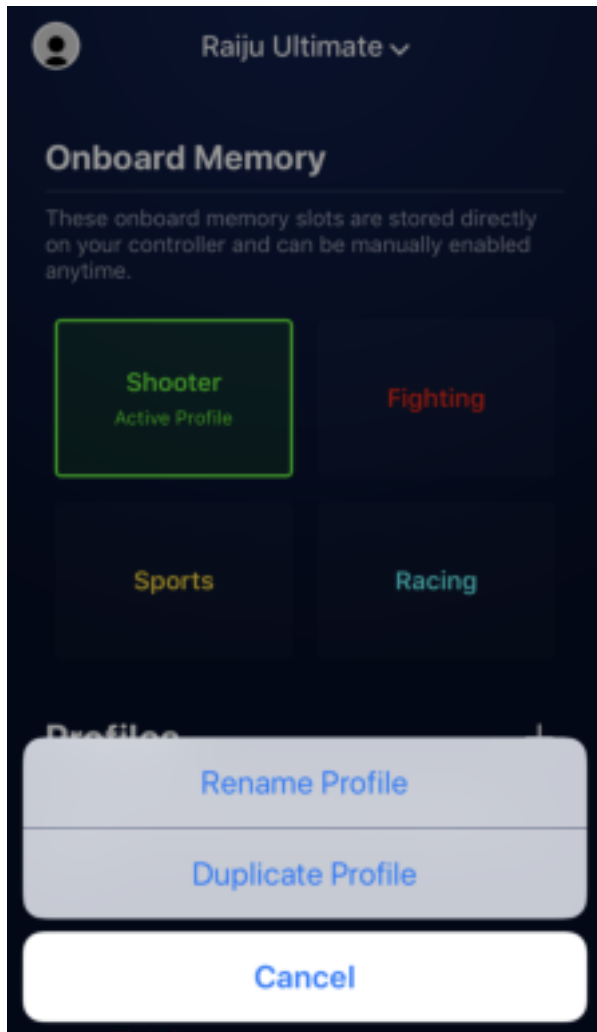 Raiju Ultimate
Onboard Memory
These onboard memory slots are stored directly
on your controller and can be manually enabled
anytime.
Shooter
Active Profile
Fighting
Sports
Racing
Profiles
Rename Profile
Duplicate Profile
Cancel